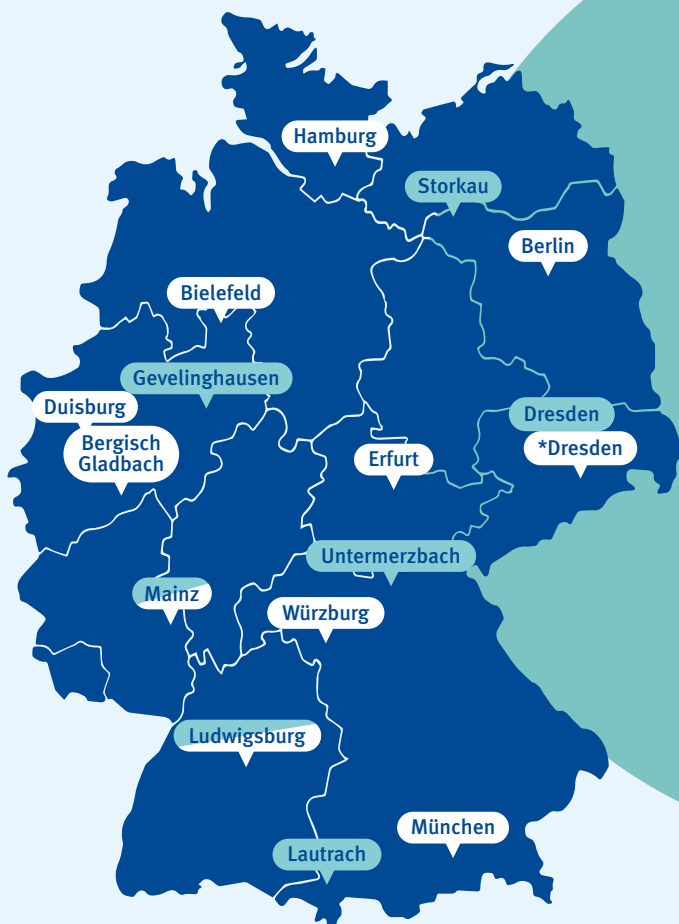 Hamburg
Storkau
Berlin
Bielefeld
Gevelinghausen
Duisburg
Dresden
Bergisch
Gladbach
*Dresden
Erfurt
Untermerzbach
Mainz
Würzburg
Ludwigsburg
München
Lautrach